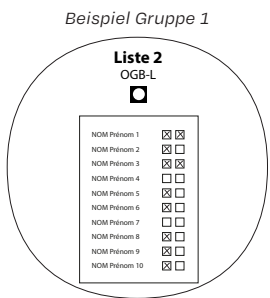 Beispiel Gruppe 1
Liste 2
OGB-L
NOM Prénom 1
NOM Prénom 2
NOM Prénom 3
NOM Prénom 4
NOM Prénom 5
NOM Prénom 6
NOM Prénom 7
NOM Prénom 8
NOM Prénom 9
NOM Prénom 10